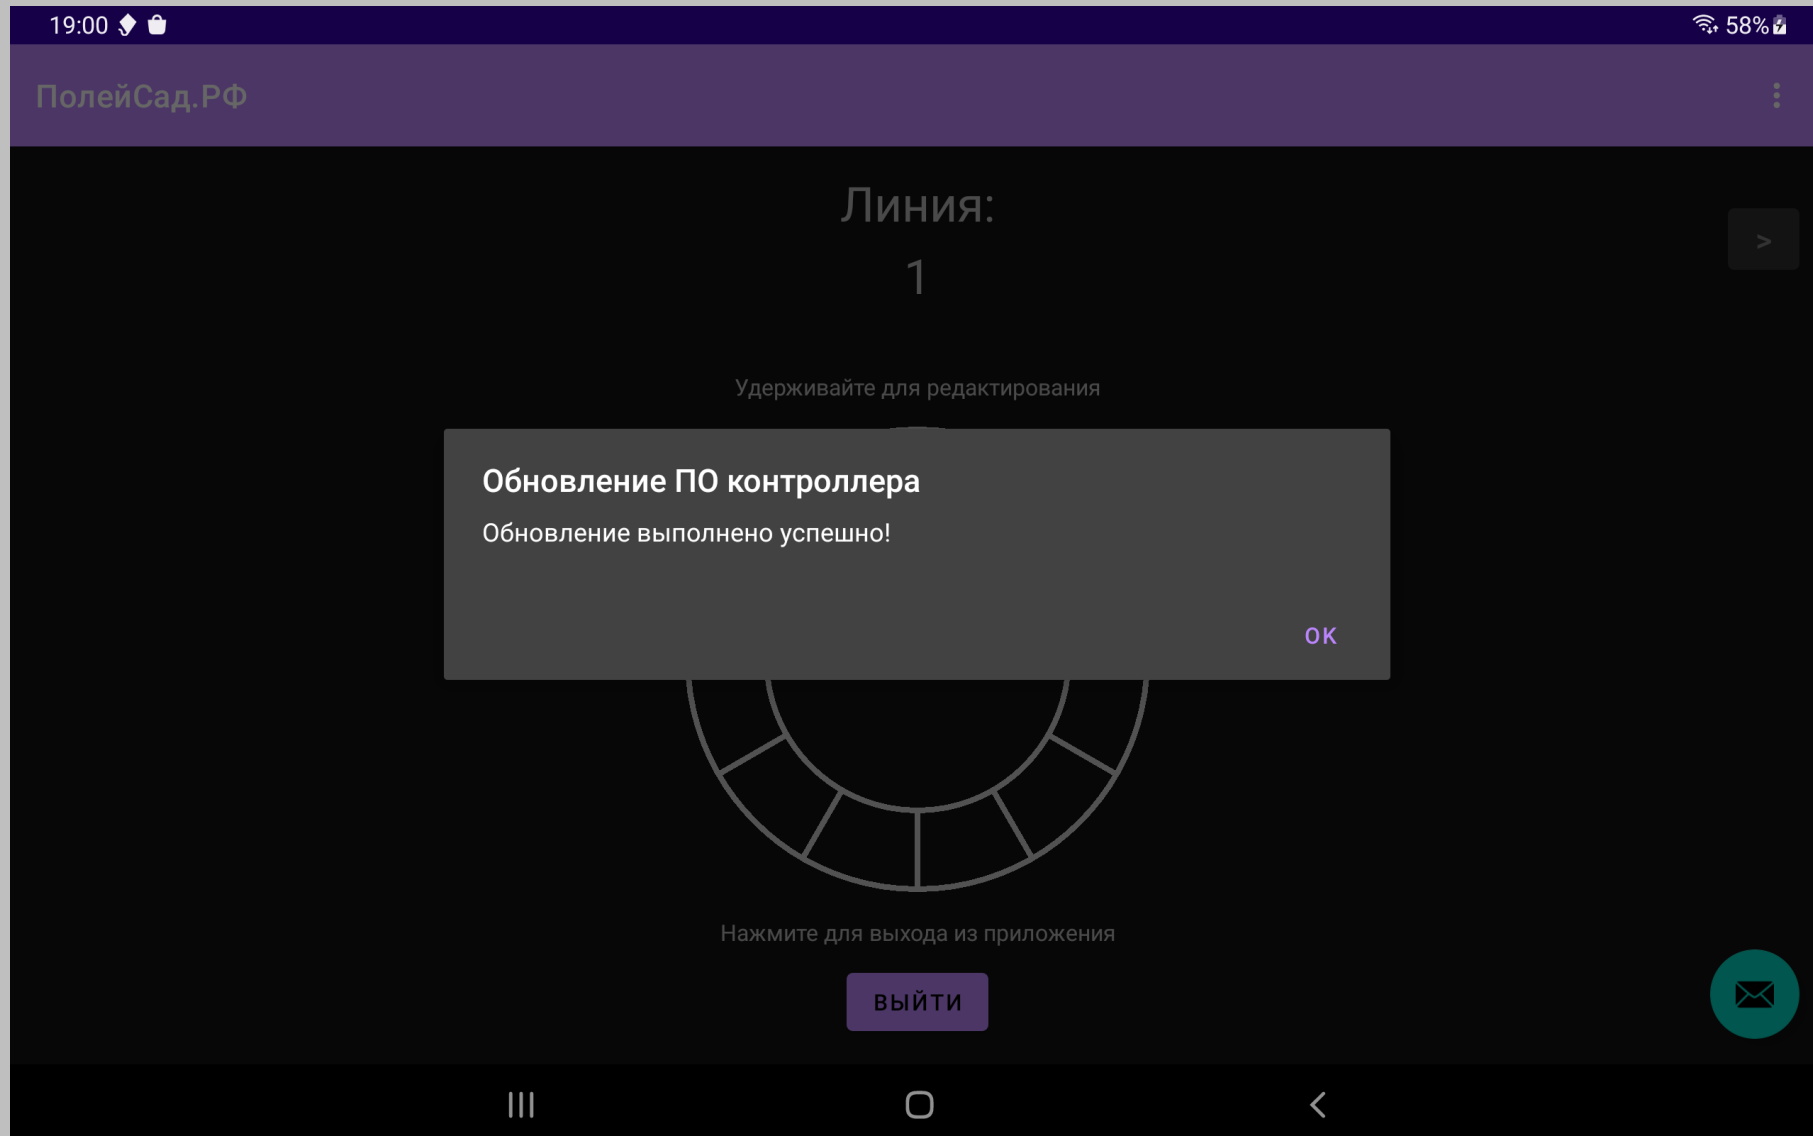 19:00
58%
ПолейСад.РФ
Линия:
>
1
Удерживайте для редактирования
Обновление ПО контроллера
Обновление выполнено успешно!
OK
Нажмите для выхода из приложения
ВЫЙТИ